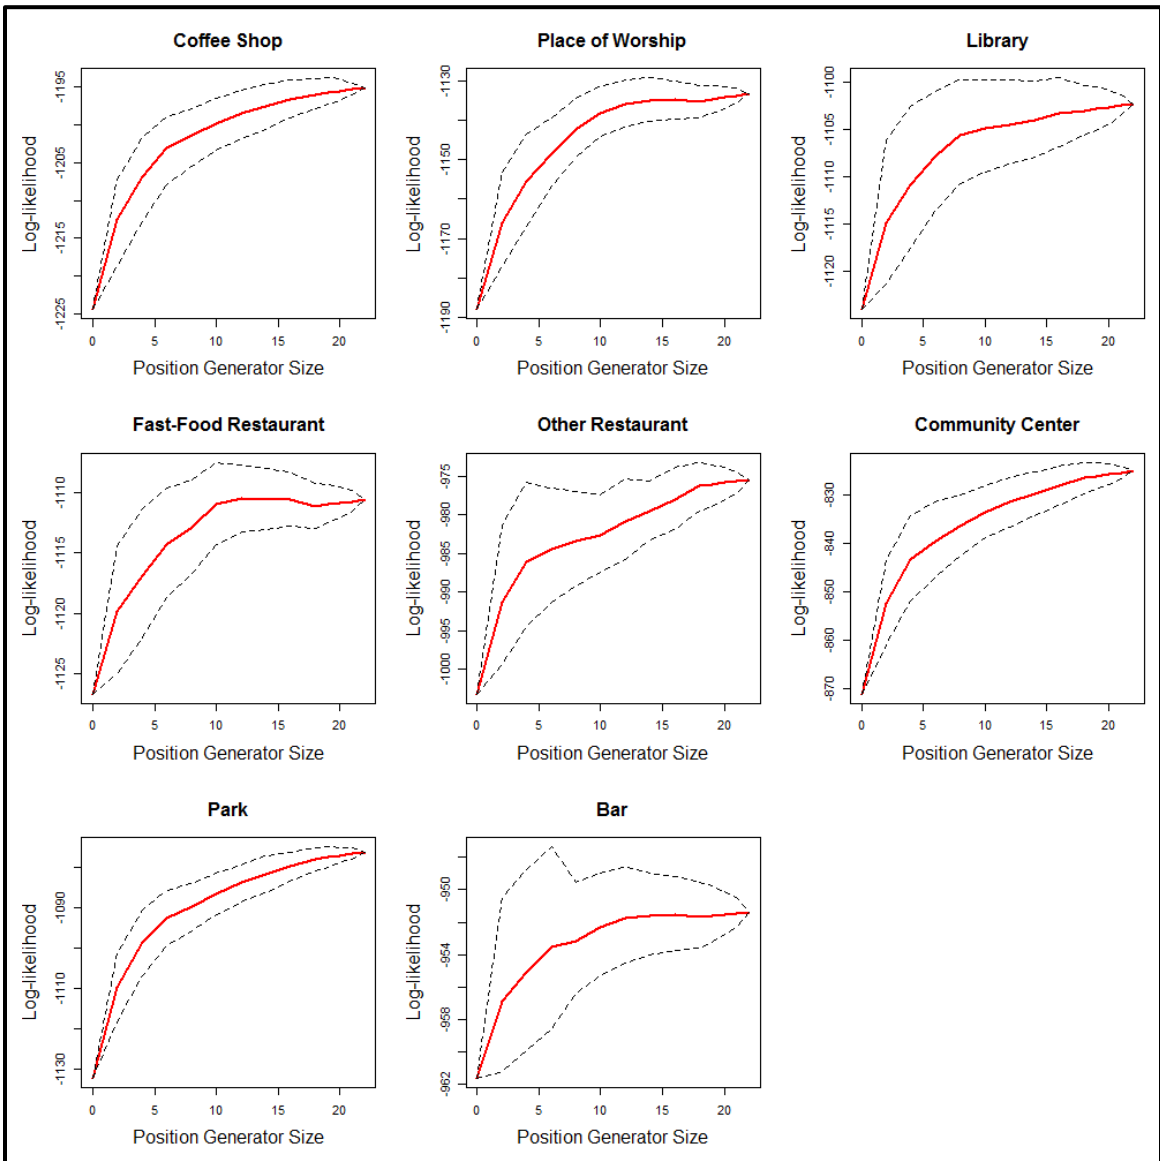 Coffee Shop
Log-likelihood
-1195
-1205
-1215
-1225
0 5 10 15 20
Position Generator Size
Place of Worship
Log-likelihood
-1130
-1150
-1170
-1190
0 5 10 15 20
Position Generator Size
Library
Log-likelihood
-1100
-1105
-1110
-1115
-1120
0 5 10 15 20
Position Generator Size
Fast-Food Restaurant
Log-likelihood
-1110
-1115
-1120
-1125
0 5 10 15 20
Position Generator Size
Other Restaurant
Log-likelihood
-975
-980
-985
-990
-995
-1000
0 5 10 15 20
Position Generator Size
Community Center
Log-likelihood
-830
-840
-850
-860
-870
0 5 10 15 20
Position Generator Size
Park
Log-likelihood
-1090
-1110
-1130
0 5 10 15 20
Position Generator Size
Bar
Log-likelihood
-950
-954
-958
-962
0 5 10 15 20
Position Generator Size